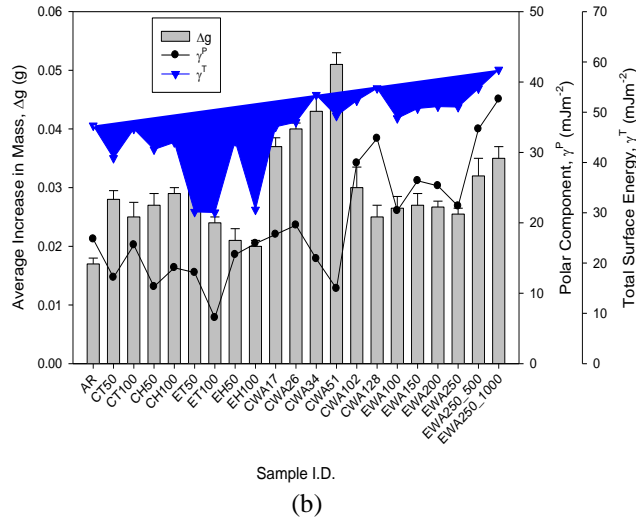 0.06
0.05
0.04
0.03
0.02
0.01
0.00
Average Increase in Mass, Δg (g)
Δg
γᴾ
γᵀ
50
40
30
20
10
0
Polar Component, γᴾ (mJm⁻²)
70
60
50
40
30
20
10
0
Total Surface Energy, γᵀ (mJm⁻²)
AR
CT50
CT100
CH50
CH100
ET50
ET100
EH50
EH100
CWA17
CWA26
CWA34
CWA51
CWA102
CWA128
EWA100
EWA150
EWA200
EWA250
EWA250_500
EWA250_1000
Sample I.D.
(b)